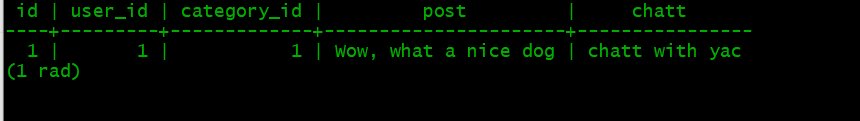 id | user_id | category_id |         post         |     chatt
----+---------+-------------+----------------------+----------------
  1 |       1 |           1 | Wow, what a nice dog | chatt with yac
(1 rad)